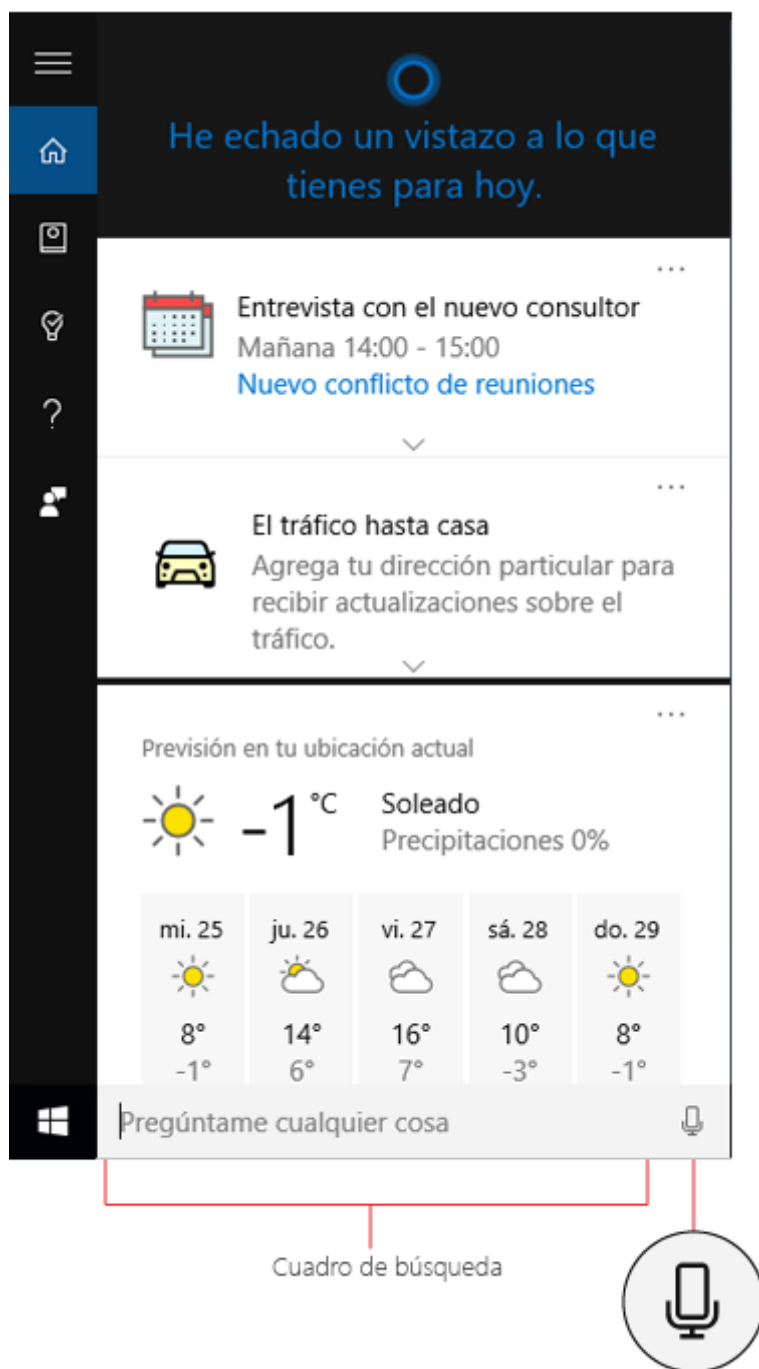 He echado un vistazo a lo que
tienes para hoy.
...
Entrevista con el nuevo consultor
Mañana 14:00 - 15:00
Nuevo conflicto de reuniones
...
El tráfico hasta casa
Agrega tu dirección particular para
recibir actualizaciones sobre el
tráfico.
...
Previsión en tu ubicación actual
-1 °C Soleado
Precipitaciones 0%
mi. 25 ju. 26 vi. 27 sá. 28 do. 29
8° 14° 16° 10° 8°
-1° 6° 7° -3° -1°
Pregúntame cualquier cosa
Cuadro de búsqueda